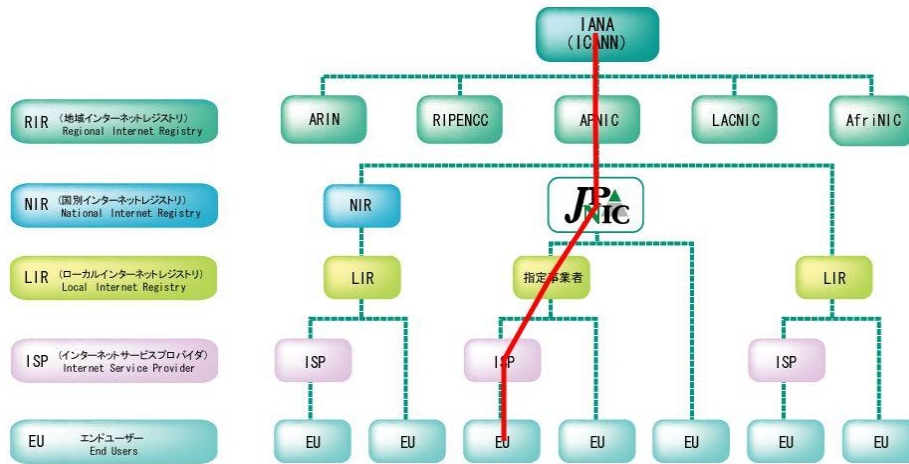 IANA
(ICANN)
RIR (地域インターネットレジストリ)
Regional Internet Registry
ARIN
RIPENCC
APNIC
LACNIC
AfriNIC
NIR (国別インターネットレジストリ)
National Internet Registry
NIR
JPNIC
LIR (ローカルインターネットレジストリ)
Local Internet Registry
LIR
指定事業者
LIR
ISP (インターネットサービスプロバイダ)
Internet Service Provider
ISP
ISP
ISP
EU エンドユーザー
End Users
EU
EU
EU
EU
EU
EU
EU